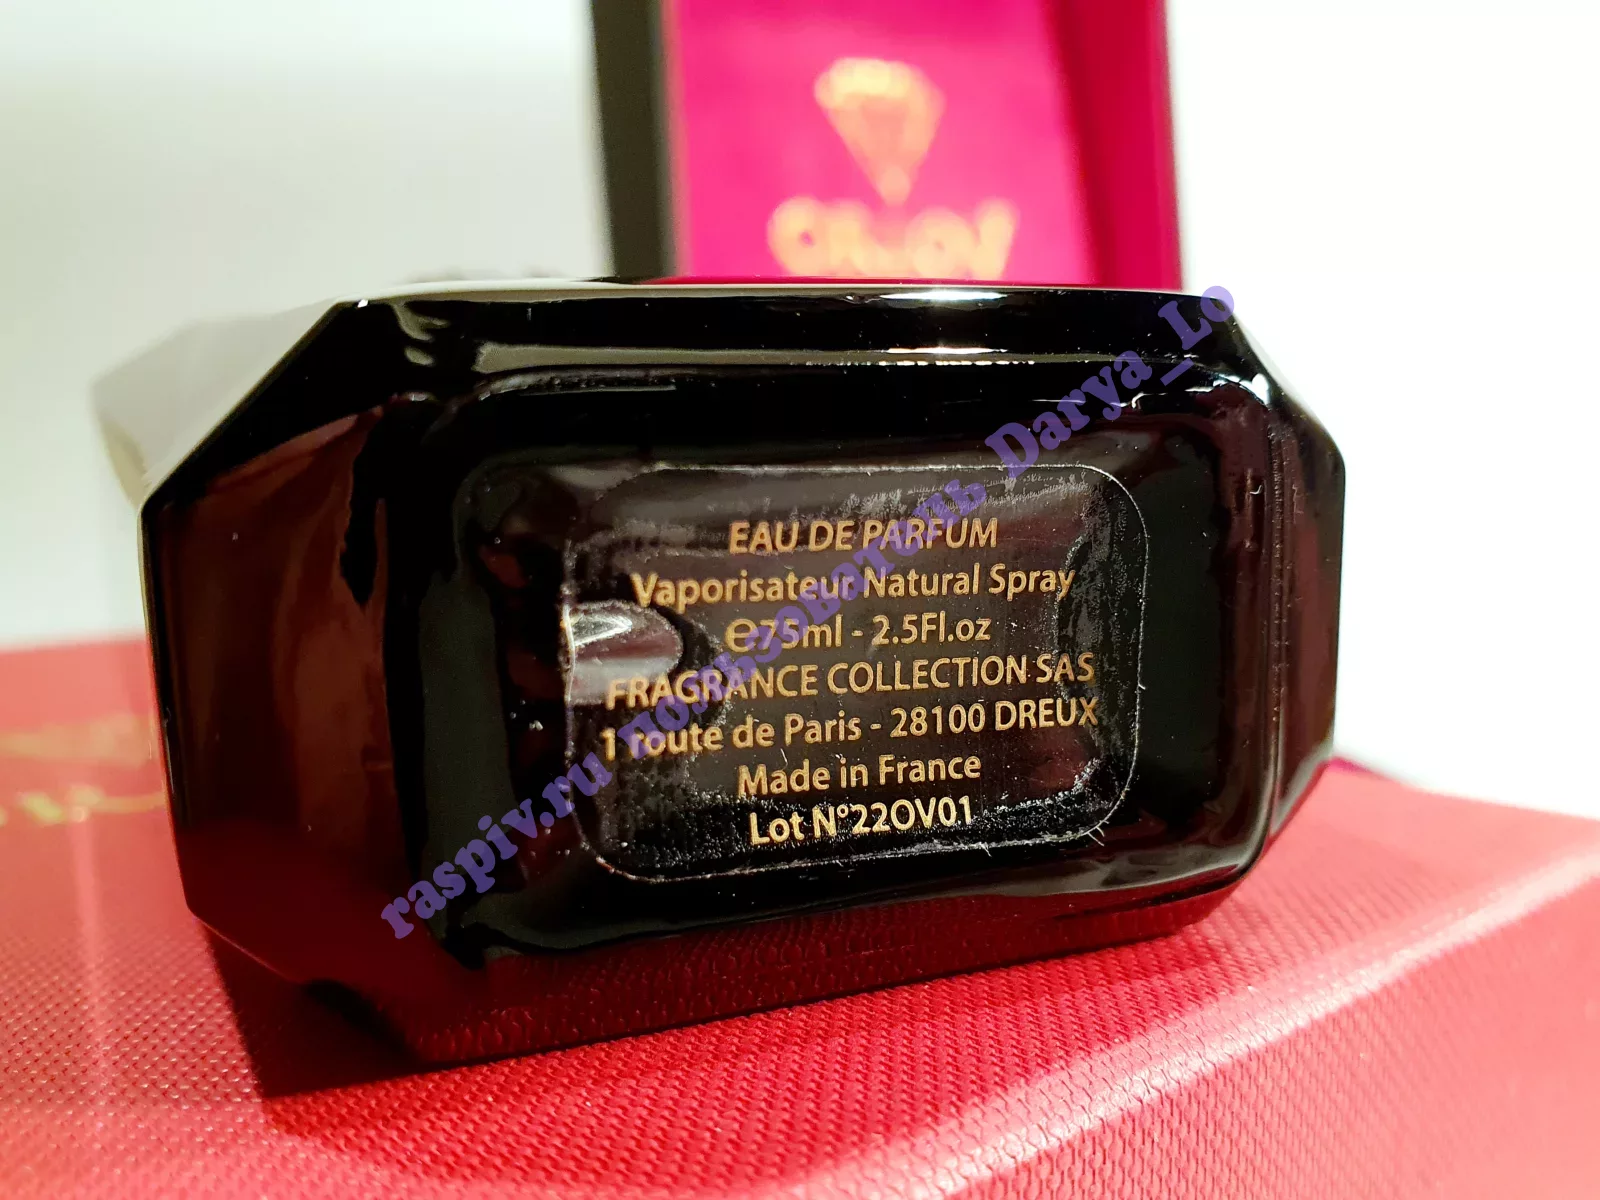 EAU DE PARFUM
Vaporisateur Natural Spray
℮75ml - 2.5Fl.oz
FRAGRANCE COLLECTION SAS
1 route de Paris - 28100 DREUX
Made in France
Lot N°22OV01
raspiv.ru пользователь Darya_Lo